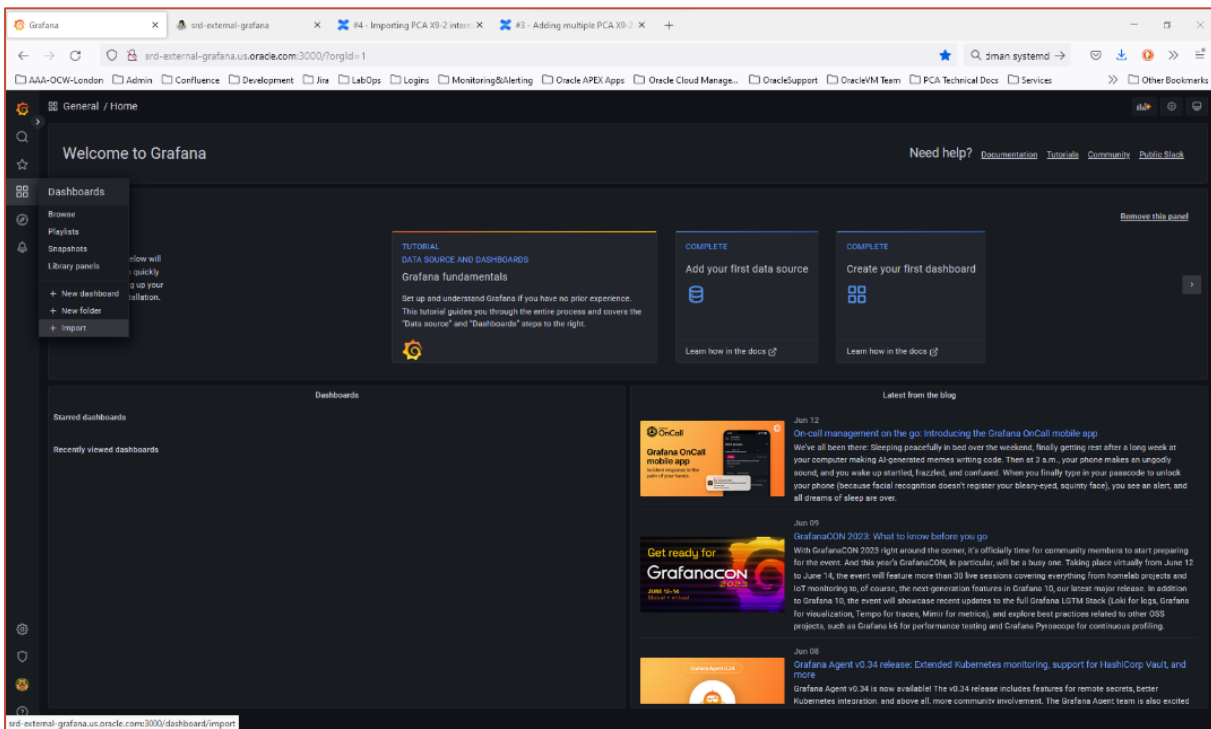 Grafana
srd-external-grafana
#4 - Importing PCA X9-2 intern
#3 - Adding multiple PCA X9-2
srd-external-grafana.us.oracle.com:3000/?orgId=1
dman systemd
AAA-OCW-London
Admin
Confluence
Development
Jira
LabOps
Logins
Monitoring&Alerting
Oracle APEX Apps
Oracle Cloud Manage...
OracleSupport
OracleVM Team
PCA Technical Docs
Services
Other Bookmarks
General / Home
Welcome to Grafana
Need help?
Documentation
Tutorials
Community
Public Slack
Dashboards
Browse
Playlists
Snapshots
Library panels
+ New dashboard
+ New folder
+ Import
elow will
quickly
g up your
tallation.
Remove this panel
TUTORIAL
DATA SOURCE AND DASHBOARDS
Grafana fundamentals
Set up and understand Grafana if you have no prior experience.
This tutorial guides you through the entire process and covers the
"Data source" and "Dashboards" steps to the right.
COMPLETE
Add your first data source
Learn how in the docs
COMPLETE
Create your first dashboard
Learn how in the docs
Dashboards
Starred dashboards
Recently viewed dashboards
Latest from the blog
Grafana OnCall
Grafana OnCall
mobile app
Incident response in the
palm of your hands
Jun 12
On-call management on the go: Introducing the Grafana OnCall mobile app
We've all been there: Sleeping peacefully in bed over the weekend, finally getting rest after a long week at
your computer making AI-generated memes writing code. Then at 3 a.m., your phone makes an ungodly
sound, and you wake up startled, frazzled, and confused. When you finally type in your passcode to unlock
your phone (because facial recognition doesn't register your bleary-eyed, squinty face), you see an alert, and
all dreams of sleep are over.
Get ready for
GrafanaCON
2023
JUNE 12-14
Global + virtual
Jun 09
GrafanaCON 2023: What to know before you go
With GrafanaCON 2023 right around the corner, it's officially time for community members to start preparing
for the event. And this year's GrafanaCON, in particular, will be a busy one. Taking place virtually from June 12
to June 14, the event will feature more than 30 live sessions covering everything from homelab projects and
IoT monitoring to, of course, the next-generation features in Grafana 10, our latest major release. In addition
to Grafana 10, the event will showcase recent updates to the full Grafana LGTM Stack (Loki for logs, Grafana
for visualization, Tempo for traces, Mimir for metrics), and explore best practices related to other OSS
projects, such as Grafana k6 for performance testing and Grafana Pyroscope for continuous profiling.
Grafana Agent 0.34
Jun 08
Grafana Agent v0.34 release: Extended Kubernetes monitoring, support for HashiCorp Vault, and
more
Grafana Agent v0.34 is now available! The v0.34 release includes features for remote secrets, better
Kubernetes integration, and above all, more community involvement. The Grafana Agent team is also excited
srd-external-grafana.us.oracle.com:3000/dashboard/import